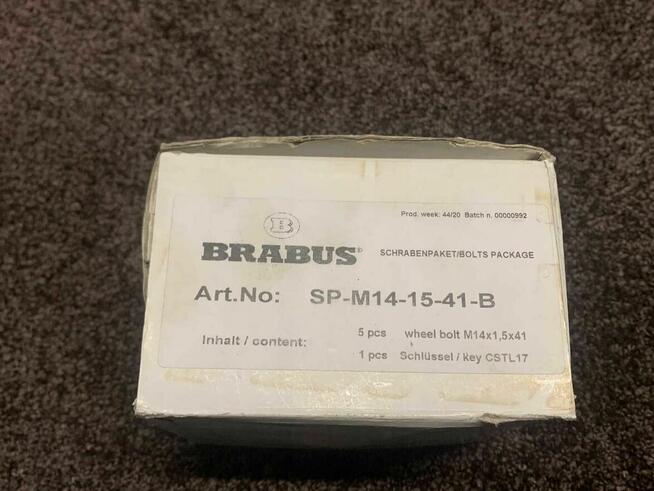 Prod. week: 44/20 Batch n. 00000992
B
BRABUS® SCHRABENPAKET/BOLTS PACKAGE
Art.No: SP-M14-15-41-B
Inhalt / content: 5 pcs wheel bolt M14x1,5x41
1 pcs Schlüssel / key CSTL17